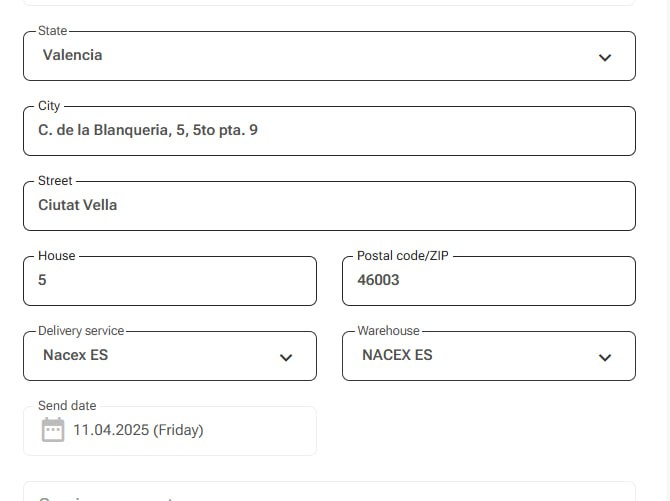 State
Valencia
City
C. de la Blanqueria, 5, 5to pta. 9
Street
Ciutat Vella
House
5
Postal code/ZIP
46003
Delivery service
Nacex ES
Warehouse
NACEX ES
Send date
11.04.2025 (Friday)